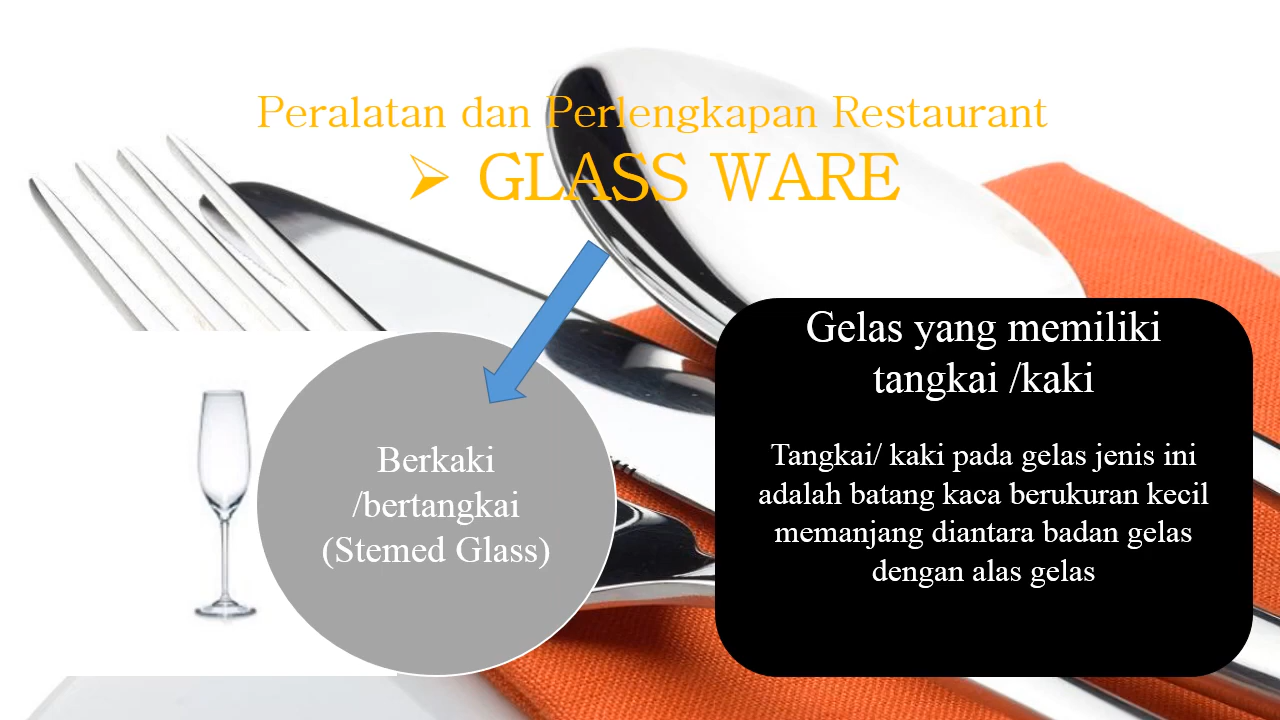 Peralatan dan Perlengkapan Restaurant
➢ GLASS WARE
Berkaki
/bertangkai
(Stemed Glass)
Gelas yang memiliki
tangkai /kaki
Tangkai/ kaki pada gelas jenis ini
adalah batang kaca berukuran kecil
memanjang diantara badan gelas
dengan alas gelas